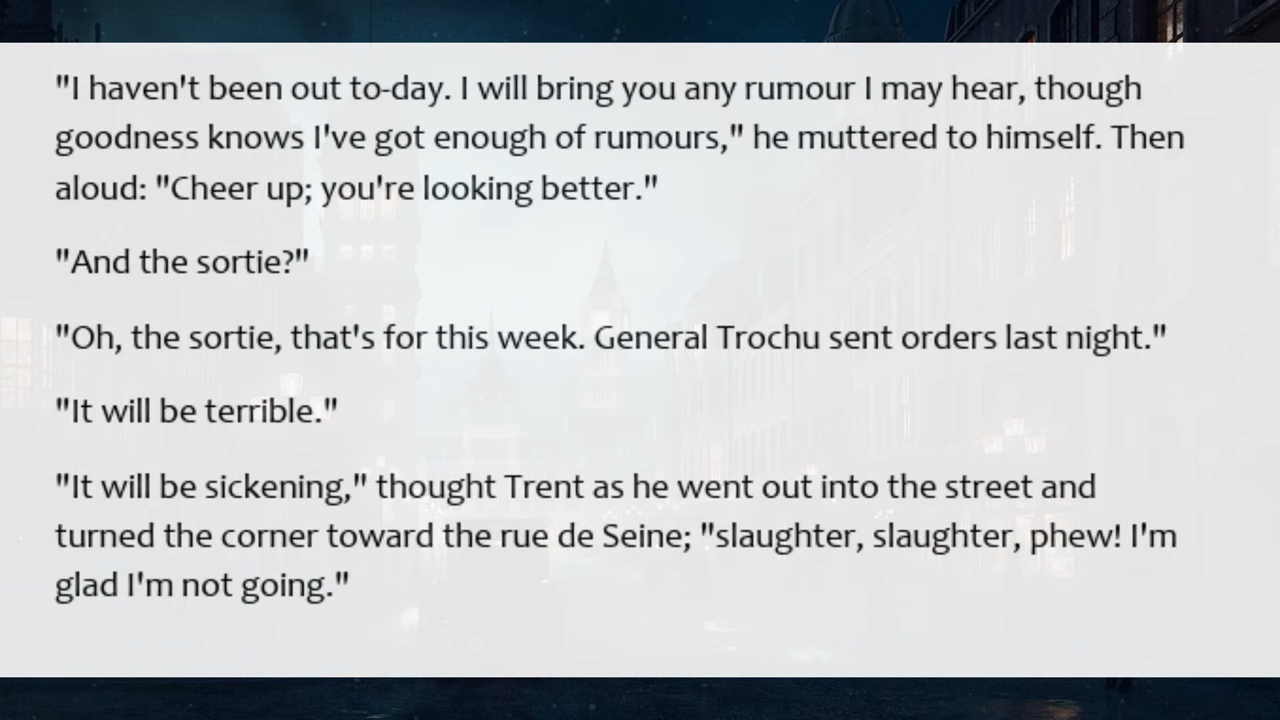 "I haven't been out to-day. I will bring you any rumour I may hear, though
goodness knows I've got enough of rumours," he muttered to himself. Then
aloud: "Cheer up; you're looking better."
"And the sortie?"
"Oh, the sortie, that's for this week. General Trochu sent orders last night."
"It will be terrible."
"It will be sickening," thought Trent as he went out into the street and
turned the corner toward the rue de Seine; "slaughter, slaughter, phew! I'm
glad I'm not going."